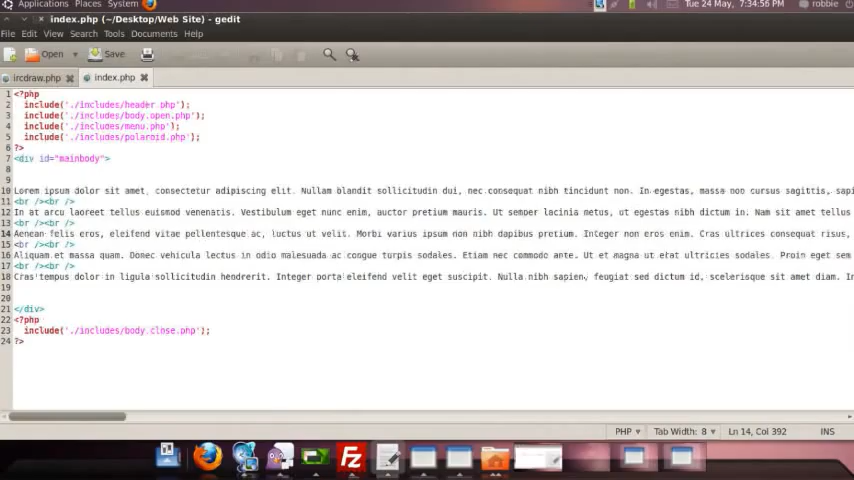 Applications Places System
Tue 24 May, 7:34:56 PM robbie
index.php (~/Desktop/Web Site) - gedit
File Edit View Search Tools Documents Help
Open Save
ircdraw.php index.php
1 <?php
2 include('./includes/header.php');
3 include('./includes/body.open.php');
4 include('./includes/menu.php');
5 include('./includes/polaroid.php');
6 ?>
7 <div id="mainbody">
8
9
10 Lorem ipsum dolor sit amet, consectetur adipiscing elit. Nullam blandit sollicitudin dui, nec consequat nibh tincidunt non. In egestas, massa non cursus sagittis, sapi
11 <br /><br />
12 In at arcu laoreet tellus euismod venenatis. Vestibulum eget nunc enim, auctor pretium mauris. Ut semper lacinia metus, ut egestas nibh dictum in. Nam sit amet tellus
13 <br /><br />
14 Aenean felis eros, eleifend vitae pellentesque ac, luctus ut velit. Morbi varius ipsum non nibh dapibus pretium. Integer non eros enim. Cras ultrices consequat risus,
15 <br /><br />
16 Aliquam et massa quam. Donec vehicula lectus in odio malesuada ac congue turpis sodales. Etiam nec commodo ante. Ut et magna ut erat ultricies sodales. Proin eget sem
17 <br /><br />
18 Cras tempus dolor in ligula sollicitudin hendrerit. Integer porta eleifend velit eget suscipit. Nulla nibh sapien, feugiat sed dictum id, scelerisque sit amet diam. In
19
20
21 </div>
22 <?php
23 include('./includes/body.close.php');
24 ?>
PHP Tab Width: 8 Ln 14, Col 392 INS
FZ